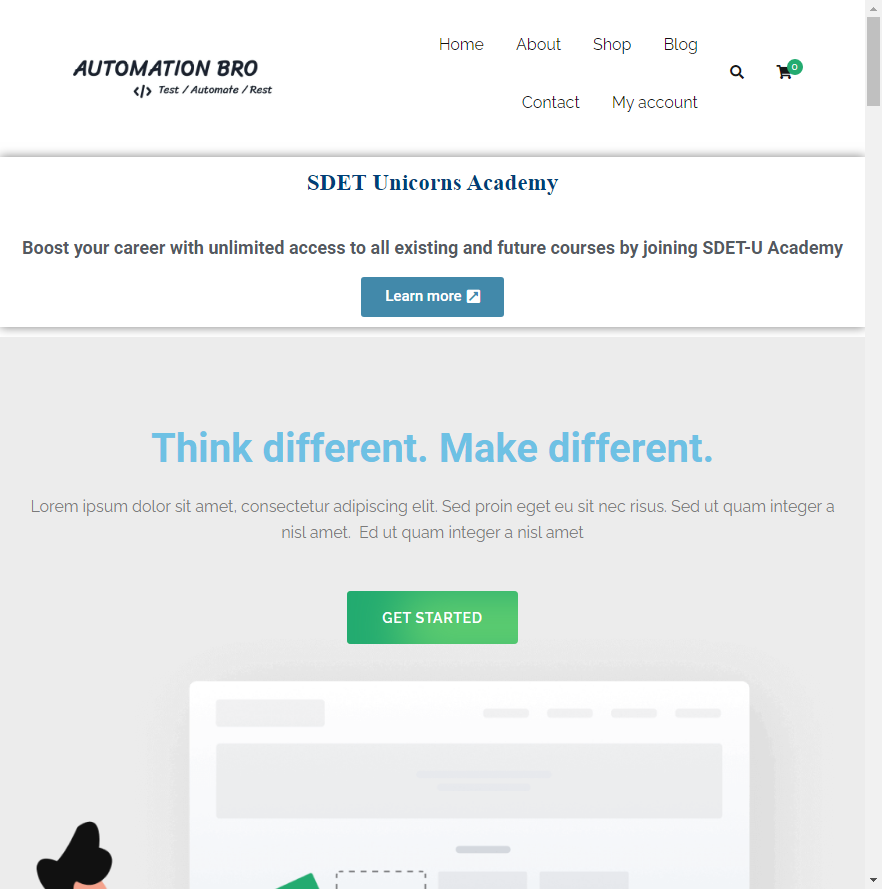 Home About Shop Blog
AUTOMATION BRO
</> Test / Automate / Rest
0
Contact My account
SDET Unicorns Academy
Boost your career with unlimited access to all existing and future courses by joining SDET-U Academy
Learn more ↗
Think different. Make different.
Lorem ipsum dolor sit amet, consectetur adipiscing elit. Sed proin eget eu sit nec risus. Sed ut quam integer a
nisl amet.  Ed ut quam integer a nisl amet
GET STARTED